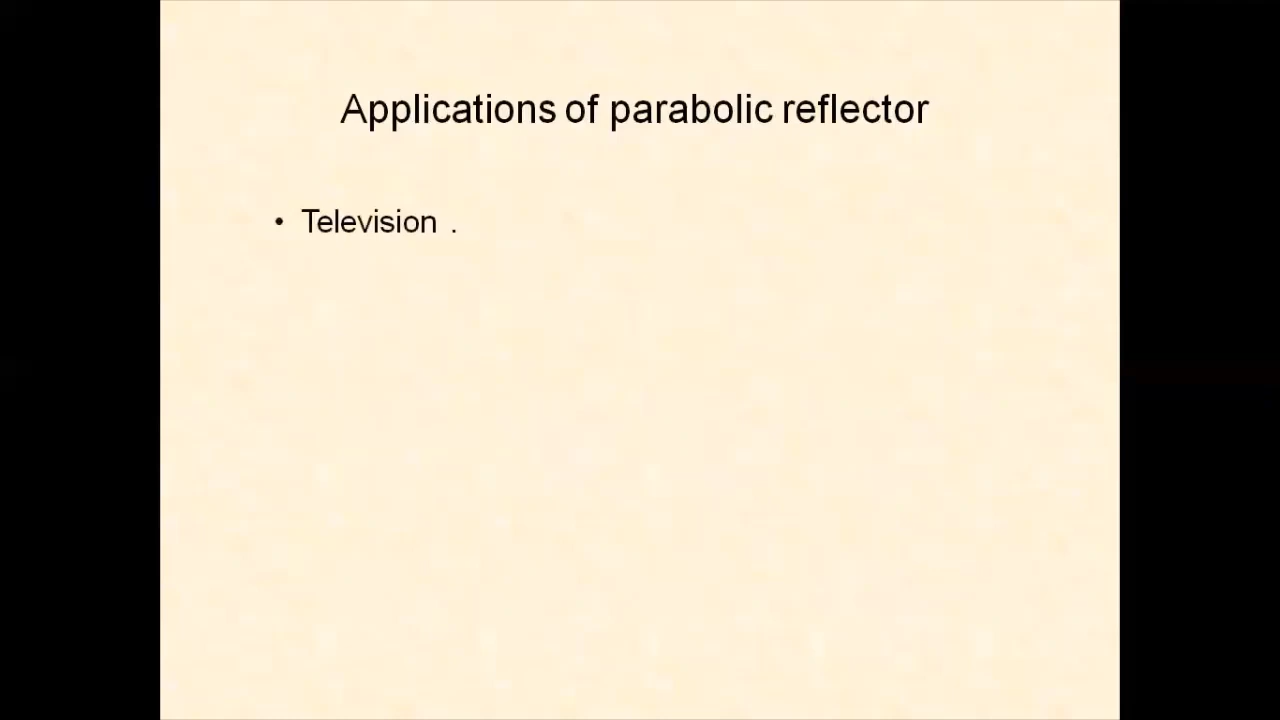 Applications of parabolic reflector
• Television .